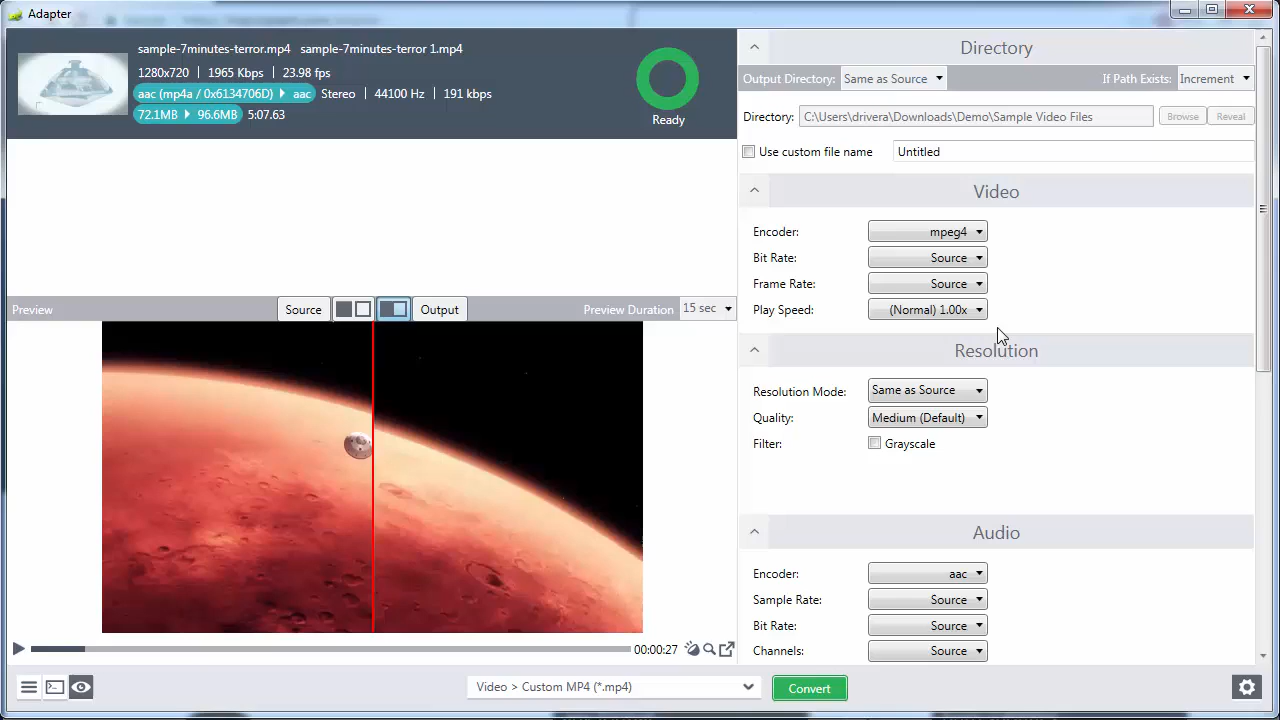 Adapter
sample-7minutes-terror.mp4 sample-7minutes-terror 1.mp4
1280x720 | 1965 Kbps | 23.98 fps
aac (mp4a / 0x6134706D) aac Stereo | 44100 Hz | 191 kbps
72.1MB 96.6MB 5:07.63
Ready
Preview Source Output Preview Duration 15 sec
00:00:27
Video > Custom MP4 (*.mp4) Convert
Directory
Output Directory: Same as Source If Path Exists: Increment
Directory: C:\Users\drivera\Downloads\Demo\Sample Video Files Browse Reveal
Use custom file name Untitled
Video
Encoder: mpeg4
Bit Rate: Source
Frame Rate: Source
Play Speed: (Normal) 1.00x
Resolution
Resolution Mode: Same as Source
Quality: Medium (Default)
Filter: Grayscale
Audio
Encoder: aac
Sample Rate: Source
Bit Rate: Source
Channels: Source